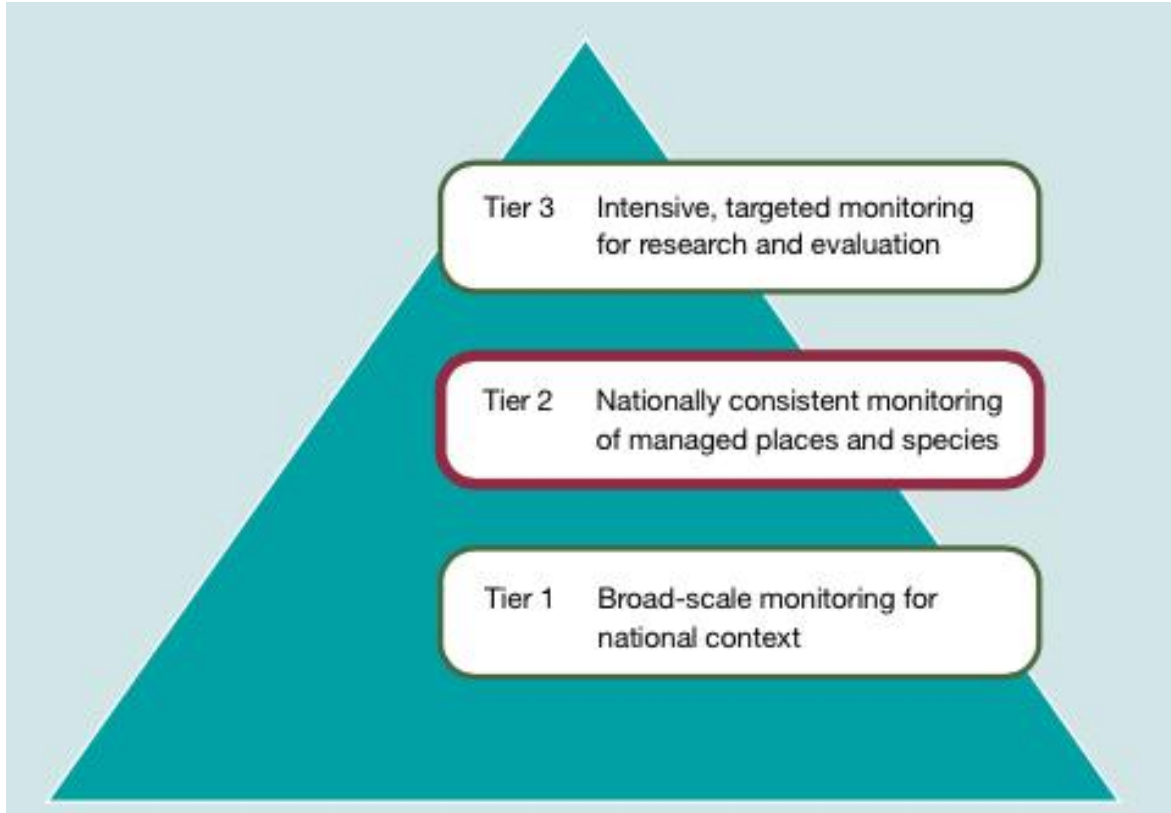 Tier 3 Intensive, targeted monitoring
for research and evaluation
Tier 2 Nationally consistent monitoring
of managed places and species
Tier 1 Broad-scale monitoring for
national context